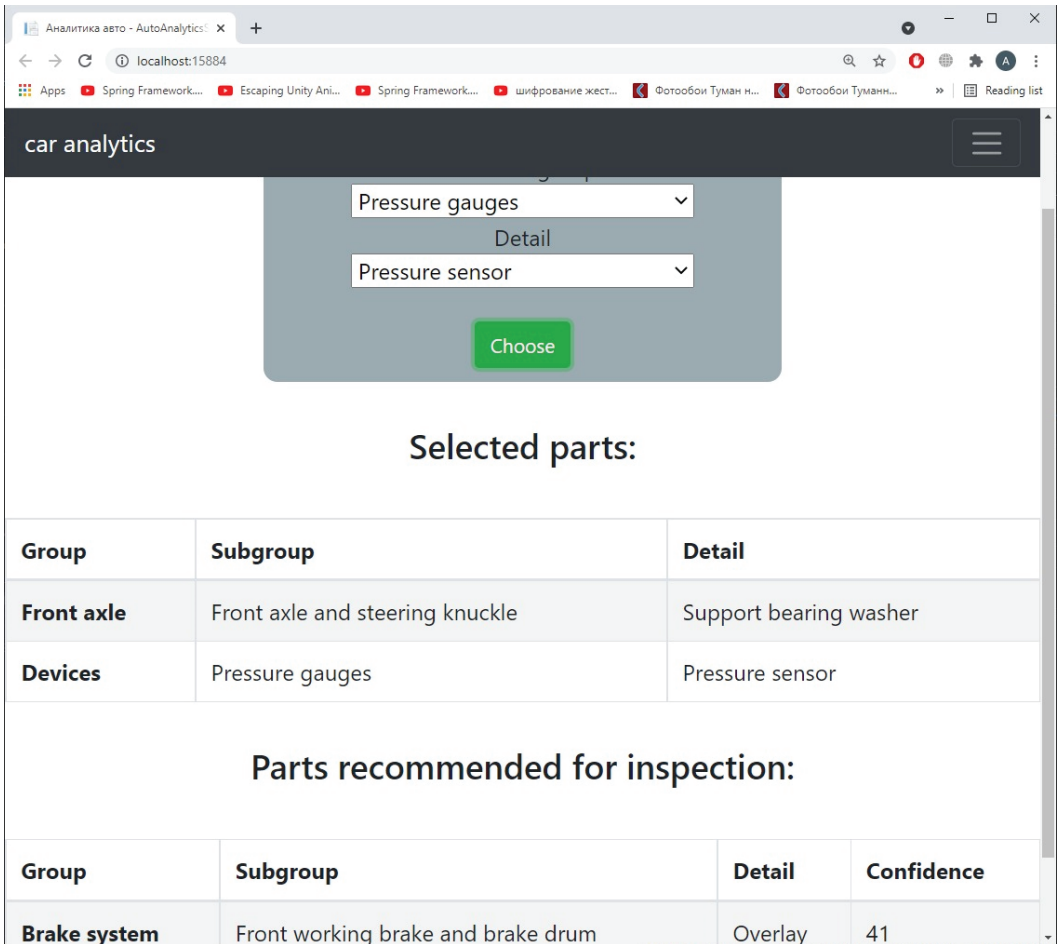 Аналитика авто - AutoAnalytics
localhost:15884
A
Apps Spring Framework.... Escaping Unity Ani... Spring Framework.... шифрование жест... Фотообои Туман н... Фотообои Туманн... » Reading list
car analytics
Pressure gauges
Detail
Pressure sensor
Choose
Selected parts:
Group Subgroup Detail
Front axle Front axle and steering knuckle Support bearing washer
Devices Pressure gauges Pressure sensor
Parts recommended for inspection:
Group Subgroup Detail Confidence
Brake system Front working brake and brake drum Overlay 41